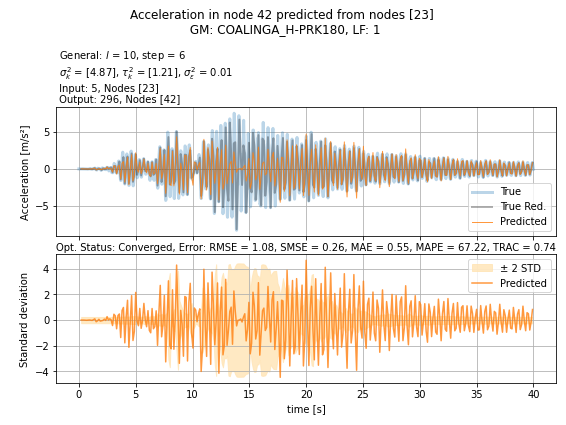 Acceleration in node 42 predicted from nodes [23]
GM: COALINGA_H-PRK180, LF: 1
General: l = 10, step = 6
σ²ₖ = [4.87], τ²ₖ = [1.21], σ²ε = 0.01
Input: 5, Nodes [23]
Output: 296, Nodes [42]
Acceleration [m/s²]
5
0
−5
True
True Red.
Predicted
Opt. Status: Converged, Error: RMSE = 1.08, SMSE = 0.26, MAE = 0.55, MAPE = 67.22, TRAC = 0.74
Standard deviation
4
2
0
−2
−4
± 2 STD
Predicted
0 5 10 15 20 25 30 35 40
time [s]